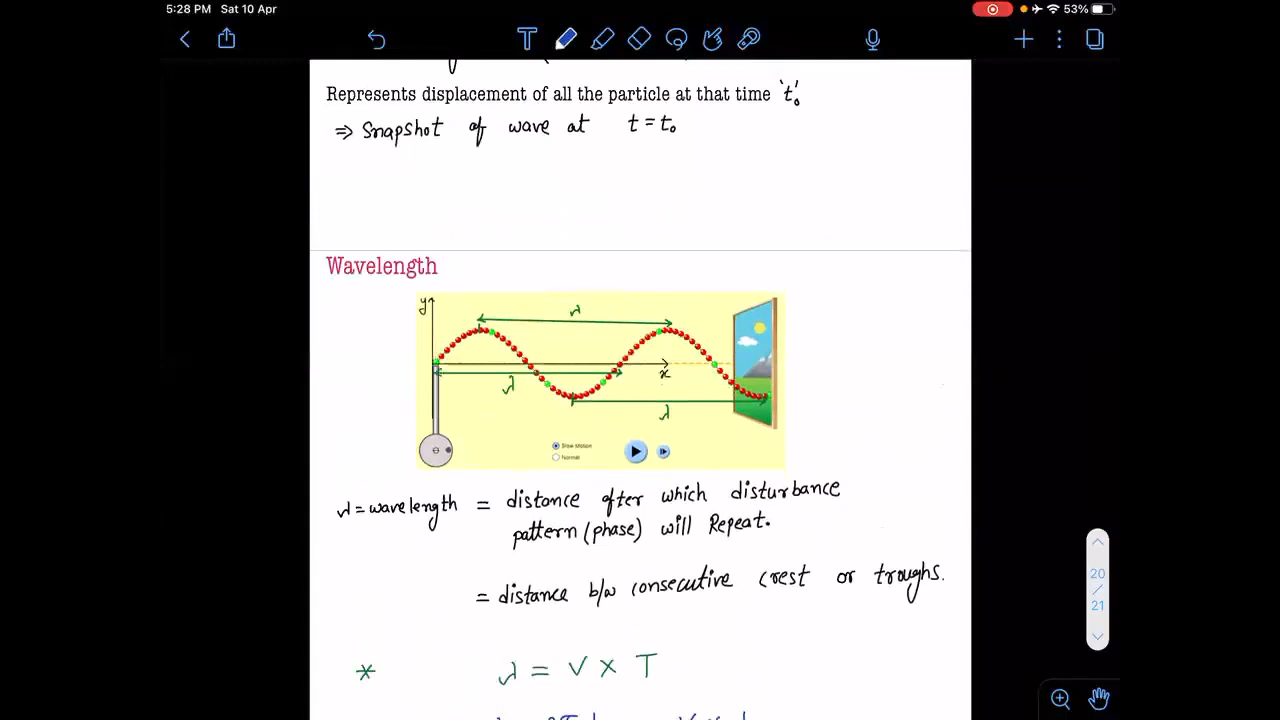 5:28 PM Sat 10 Apr
53%
Represents displacement of all the particle at that time 't₀'
⇒ Snapshot of wave at t = t₀
Wavelength
y
λ
x
λ
λ
Slow Motion
Normal
λ = wavelength = distance after which disturbance
pattern (phase) will Repeat.
= distance b/w consecutive crest or troughs.
20
/
21
* λ = V × T